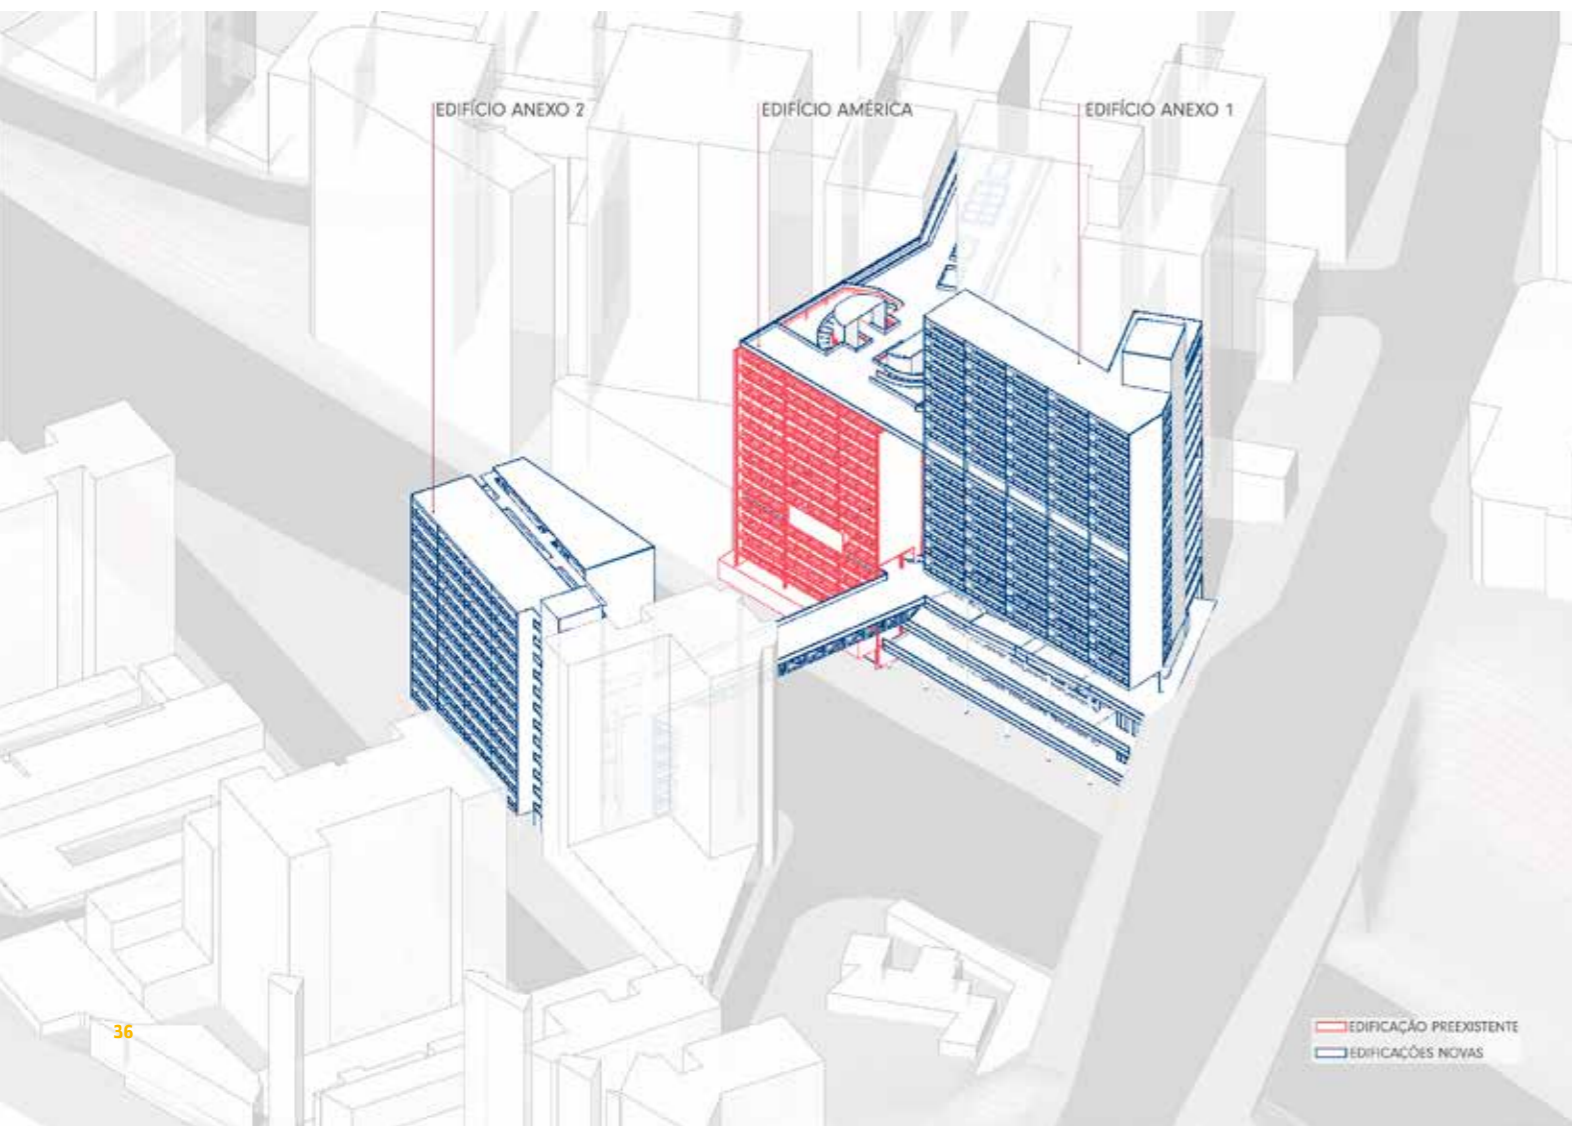 EDIFÍCIO ANEXO 2
EDIFÍCIO AMÉRICA
EDIFÍCIO ANEXO 1
36
EDIFICAÇÃO PREEXISTENTE
EDIFICAÇÕES NOVAS